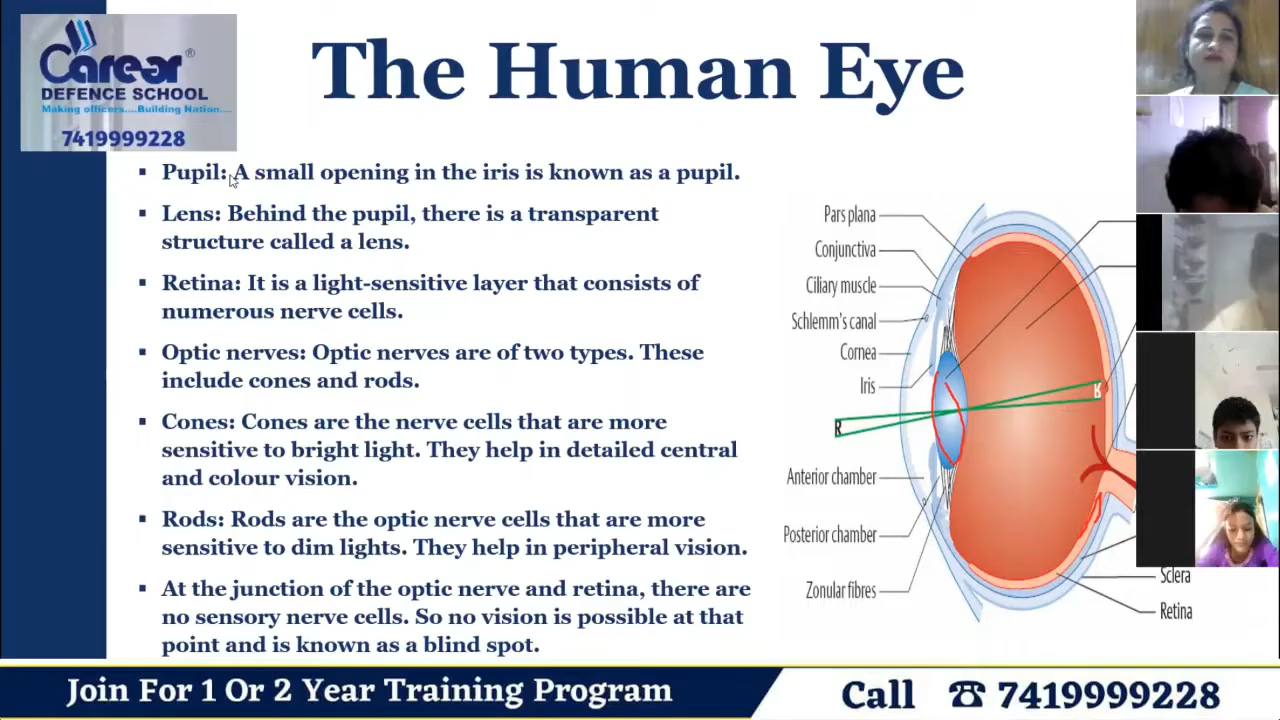 Carear®
DEFENCE SCHOOL
Making officers....Building Nation....
7419999228
The Human Eye
▪ Pupil: A small opening in the iris is known as a pupil.
▪ Lens: Behind the pupil, there is a transparent
structure called a lens.
▪ Retina: It is a light-sensitive layer that consists of
numerous nerve cells.
▪ Optic nerves: Optic nerves are of two types. These
include cones and rods.
▪ Cones: Cones are the nerve cells that are more
sensitive to bright light. They help in detailed central
and colour vision.
▪ Rods: Rods are the optic nerve cells that are more
sensitive to dim lights. They help in peripheral vision.
▪ At the junction of the optic nerve and retina, there are
no sensory nerve cells. So no vision is possible at that
point and is known as a blind spot.
Pars plana
Conjunctiva
Ciliary muscle
Schlemm's canal
Cornea
Iris
R
R
Anterior chamber
Posterior chamber
Zonular fibres
Sclera
Retina
Join For 1 Or 2 Year Training Program
Call ☎ 7419999228